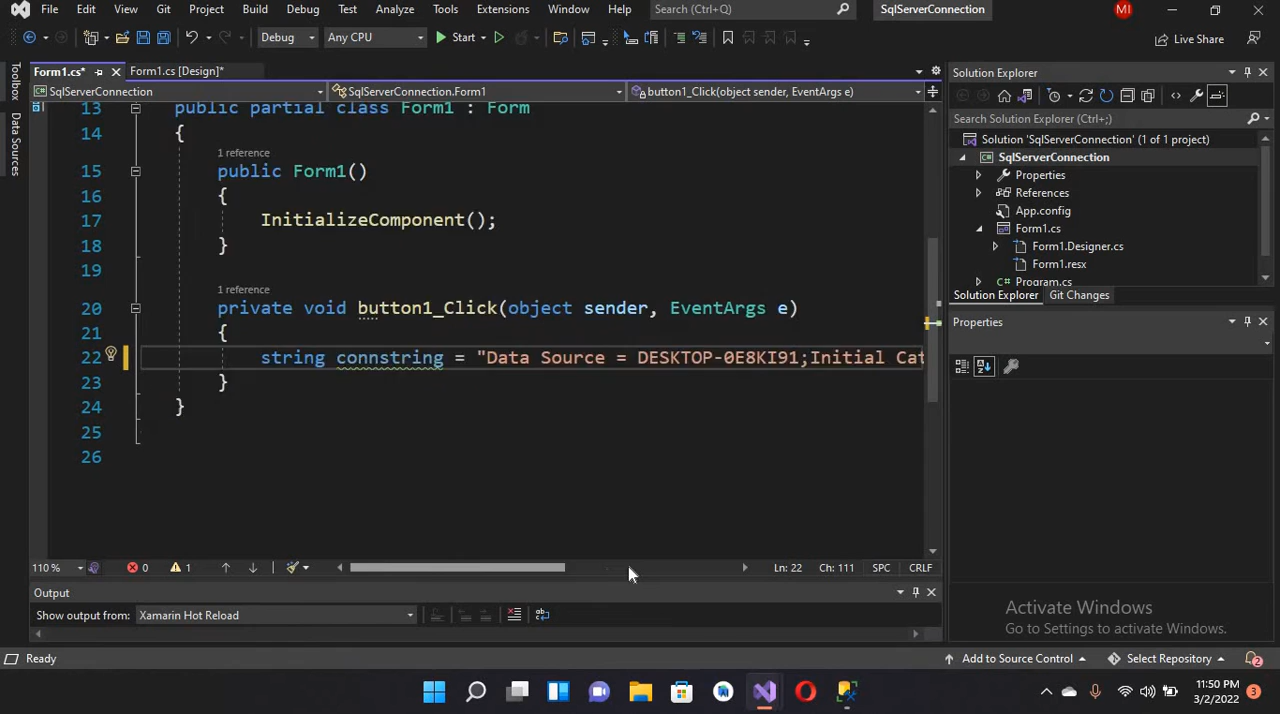 File Edit View Git Project Build Debug Test Analyze Tools Extensions Window Help Search (Ctrl+Q) SqlServerConnection MI
Debug Any CPU Start Live Share
Form1.cs* Form1.cs [Design]*
SqlServerConnection SqlServerConnection.Form1 button1_Click(object sender, EventArgs e)
Toolbox
Data Sources
13 public partial class Form1 : Form
14 {
1 reference
15 public Form1()
16 {
17 InitializeComponent();
18 }
19
1 reference
20 private void button1_Click(object sender, EventArgs e)
21 {
22 string connstring = "Data Source = DESKTOP-0E8KI91;Initial Cat
23 }
24 }
25
26
110 % 0 1 Ln: 22 Ch: 111 SPC CRLF
Output
Show output from: Xamarin Hot Reload
Solution Explorer
Search Solution Explorer (Ctrl+;)
Solution 'SqlServerConnection' (1 of 1 project)
SqlServerConnection
Properties
References
App.config
Form1.cs
Form1.Designer.cs
Form1.resx
Program.cs
Solution Explorer Git Changes
Properties
Activate Windows
Go to Settings to activate Windows.
Ready Add to Source Control Select Repository 2
11:50 PM
3/2/2022 3